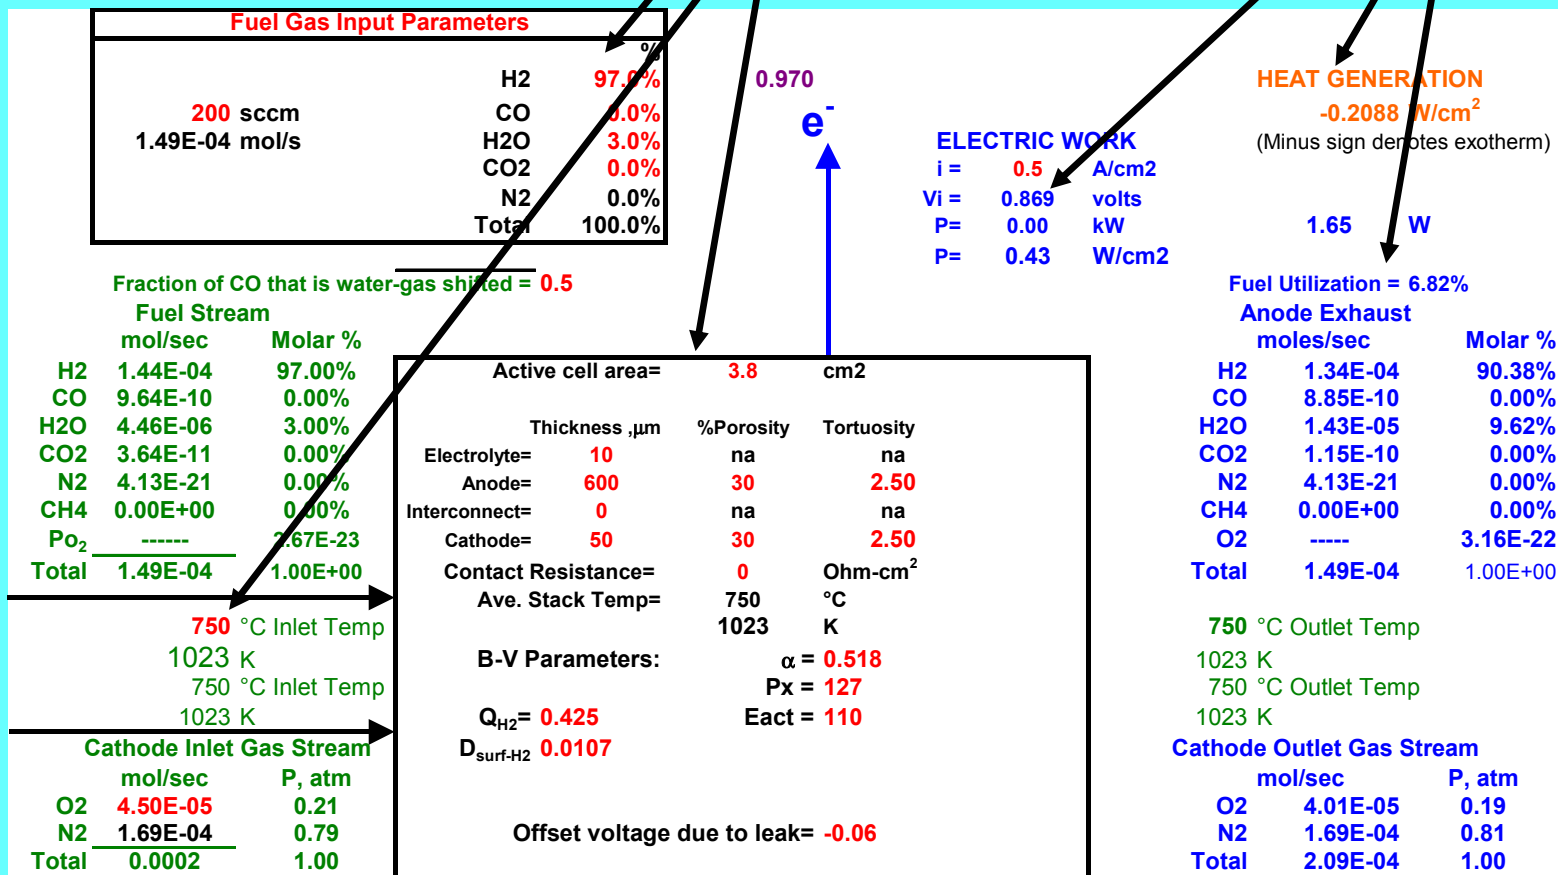 Fuel Gas Input Parameters
%
H2 97.0% 0.970
HEAT GENERATION
200 sccm CO 0.0%
-0.2088 W/cm2
e-
1.49E-04 mol/s H2O 3.0%
ELECTRIC WORK
(Minus sign denotes exotherm)
CO2 0.0%
i = 0.5 A/cm2
N2 0.0%
Vi = 0.869 volts
Total 100.0%
P= 0.00 kW
1.65 W
P= 0.43 W/cm2
Fraction of CO that is water-gas shifted = 0.5
Fuel Utilization = 6.82%
Fuel Stream
Anode Exhaust
mol/sec Molar %
moles/sec Molar %
H2 1.44E-04 97.00%
Active cell area= 3.8 cm2
H2 1.34E-04 90.38%
CO 9.64E-10 0.00%
CO 8.85E-10 0.00%
H2O 4.46E-06 3.00%
Thickness ,μm %Porosity Tortuosity
H2O 1.43E-05 9.62%
CO2 3.64E-11 0.00%
Electrolyte= 10 na na
CO2 1.15E-10 0.00%
N2 4.13E-21 0.00%
Anode= 600 30 2.50
N2 4.13E-21 0.00%
CH4 0.00E+00 0.00%
Interconnect= 0 na na
CH4 0.00E+00 0.00%
Po2 ------ 2.67E-23
Cathode= 50 30 2.50
O2 ----- 3.16E-22
Total 1.49E-04 1.00E+00
Contact Resistance= 0 Ohm-cm2
Total 1.49E-04 1.00E+00
Ave. Stack Temp= 750 °C
750 °C Inlet Temp
1023 K
750 °C Outlet Temp
1023 K
B-V Parameters: α = 0.518
1023 K
750 °C Inlet Temp
Px = 127
750 °C Outlet Temp
1023 K
QH2= 0.425 Eact = 110
1023 K
Cathode Inlet Gas Stream
Dsurf-H2 0.0107
Cathode Outlet Gas Stream
mol/sec P, atm
mol/sec P, atm
O2 4.50E-05 0.21
O2 4.01E-05 0.19
N2 1.69E-04 0.79
Offset voltage due to leak= -0.06
N2 1.69E-04 0.81
Total 0.0002 1.00
Total 2.09E-04 1.00